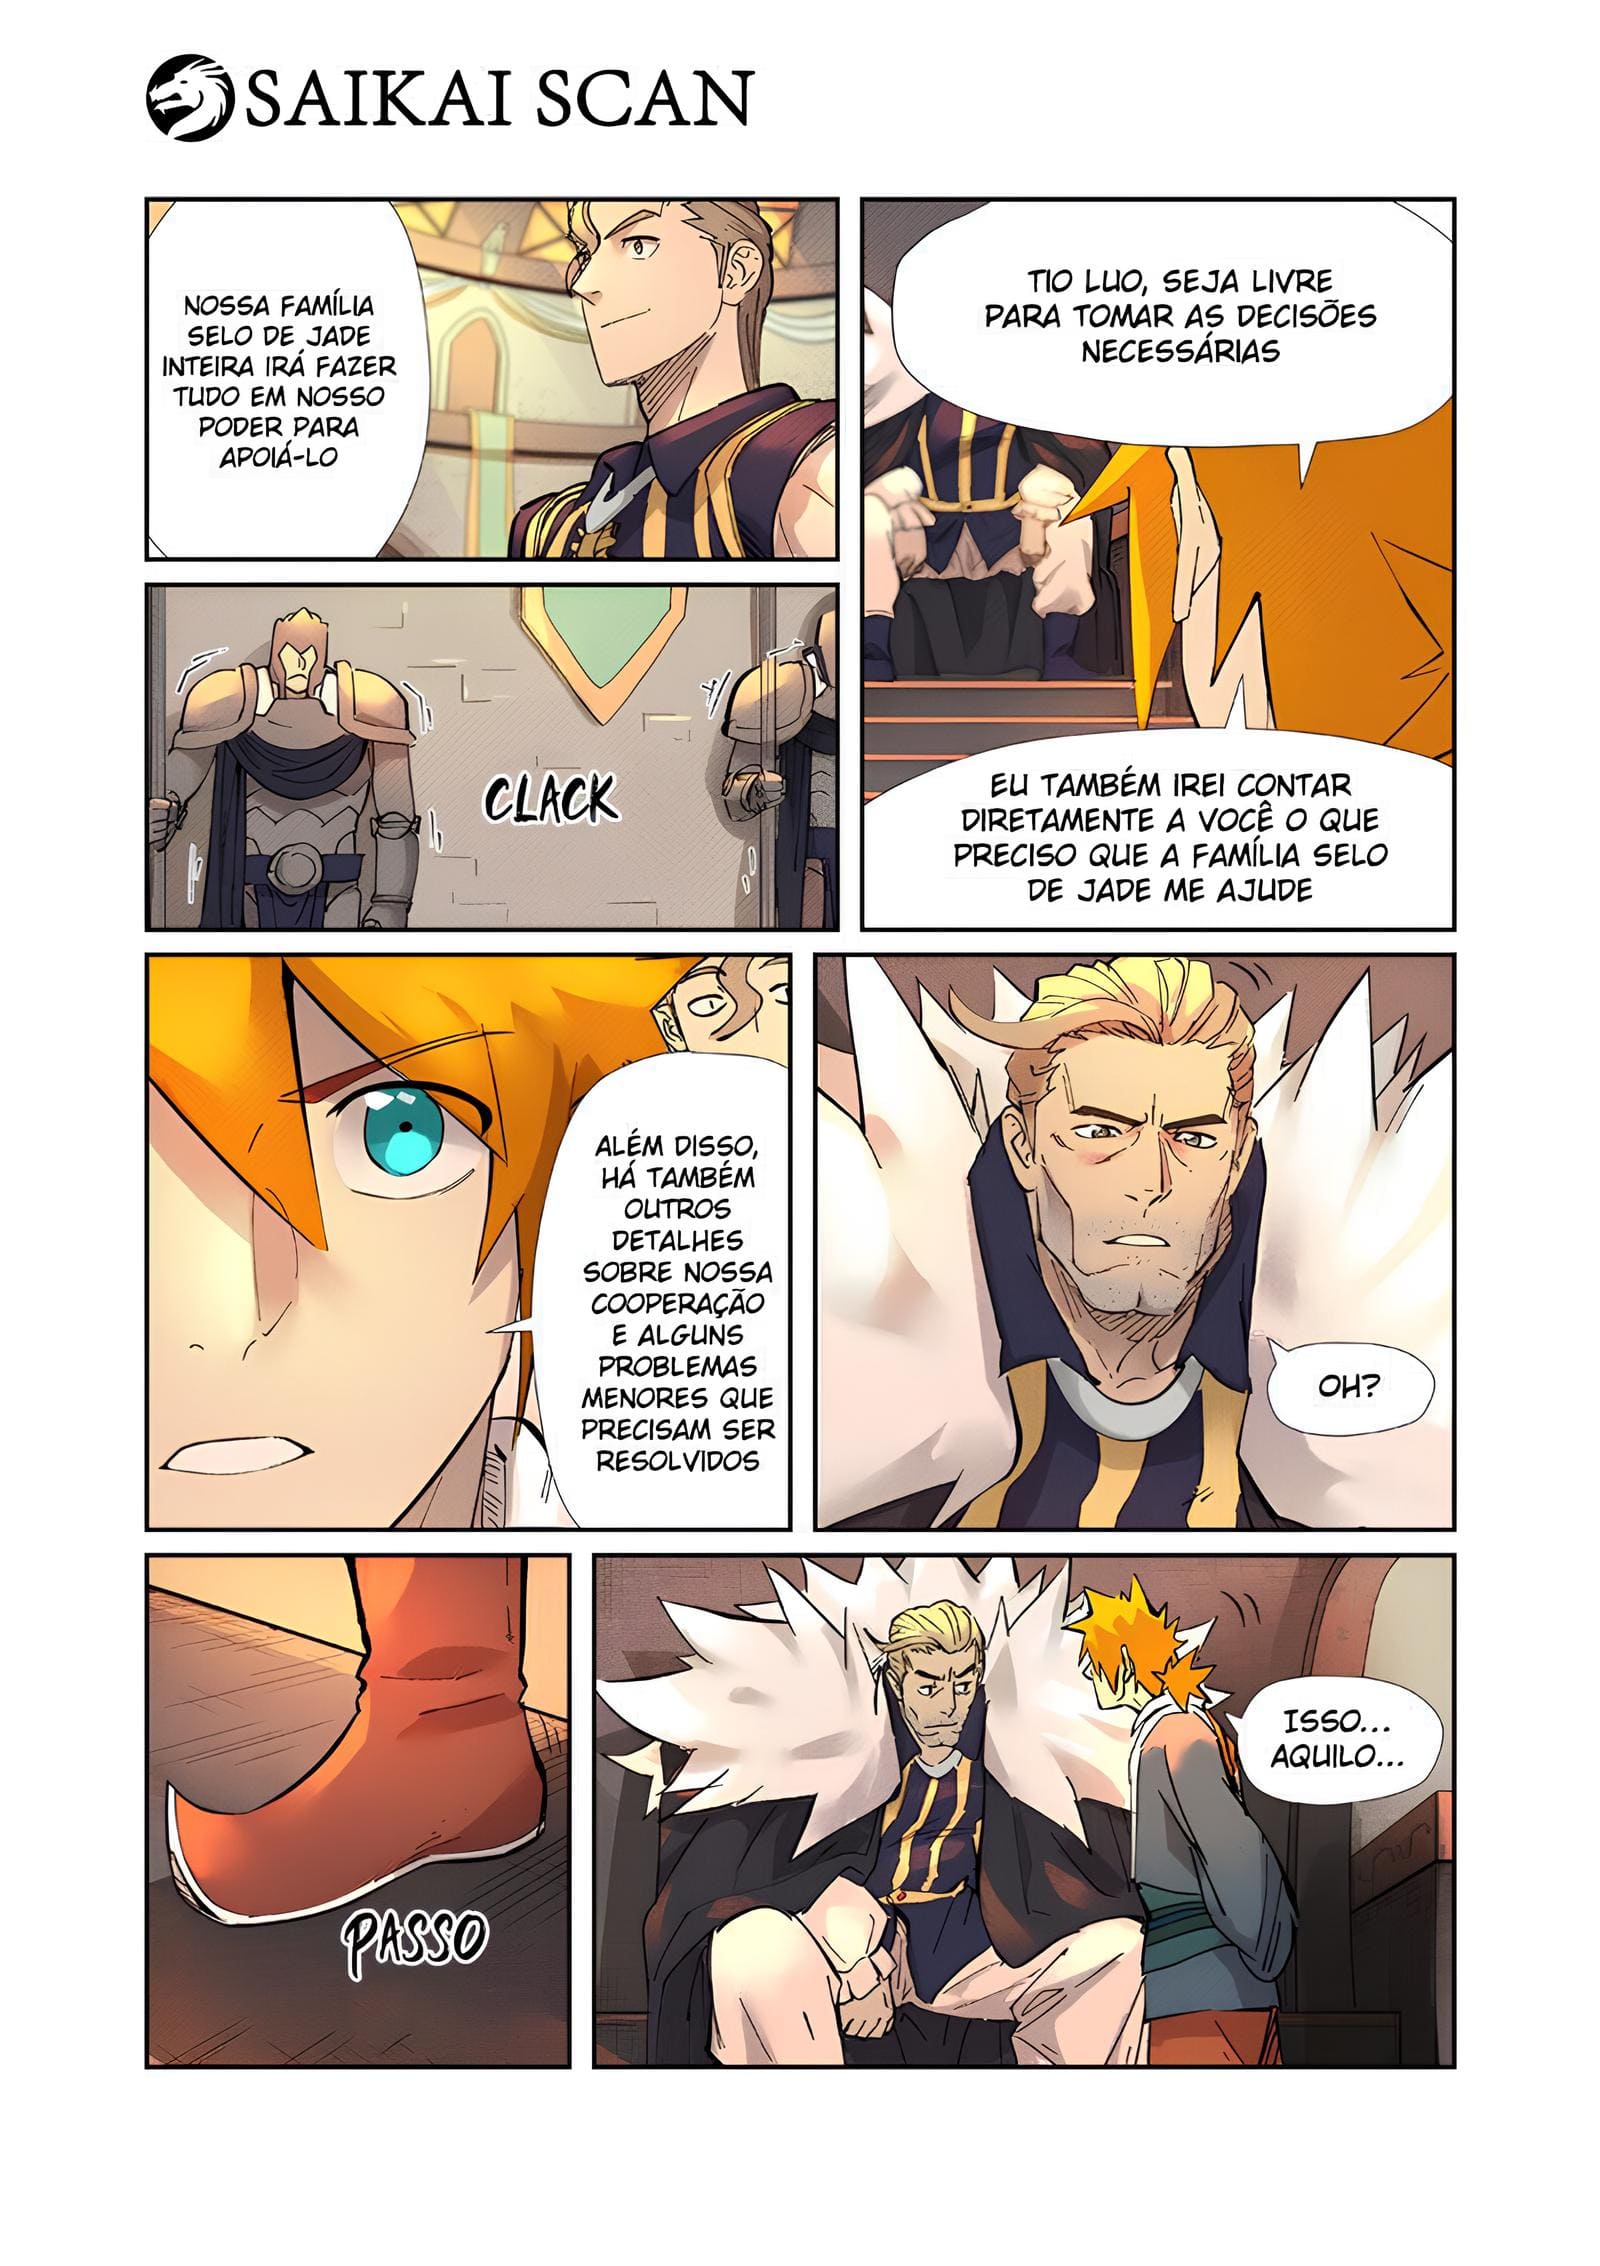 SAIKAI SCAN
NOSSA FAMÍLIA
SELO DE JADE
INTEIRA IRÁ FAZER
TUDO EM NOSSO
PODER PARA
APOIÁ-LO
TIO LUO, SEJA LIVRE
PARA TOMAR AS DECISÕES
NECESSÁRIAS
CLACK
EU TAMBÉM IREI CONTAR
DIRETAMENTE A VOCÊ O QUE
PRECISO QUE A FAMÍLIA SELO
DE JADE ME AJUDE
ALÉM DISSO,
HÁ TAMBÉM
OUTROS
DETALHES
SOBRE NOSSA
COOPERAÇÃO
E ALGUNS
PROBLEMAS
MENORES QUE
PRECISAM SER
RESOLVIDOS
OH?
PASSO
ISSO...
AQUILO...